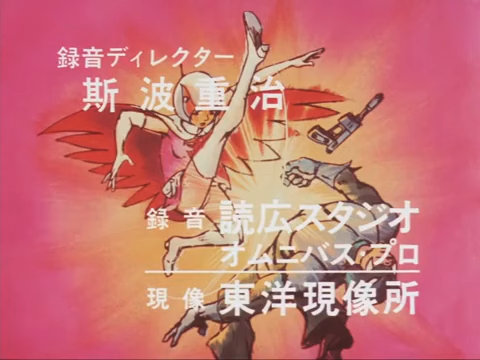 録音ディレクター
斯波重治
録音 読広スタジオ
オムニバス・プロ
現像 東洋現像所